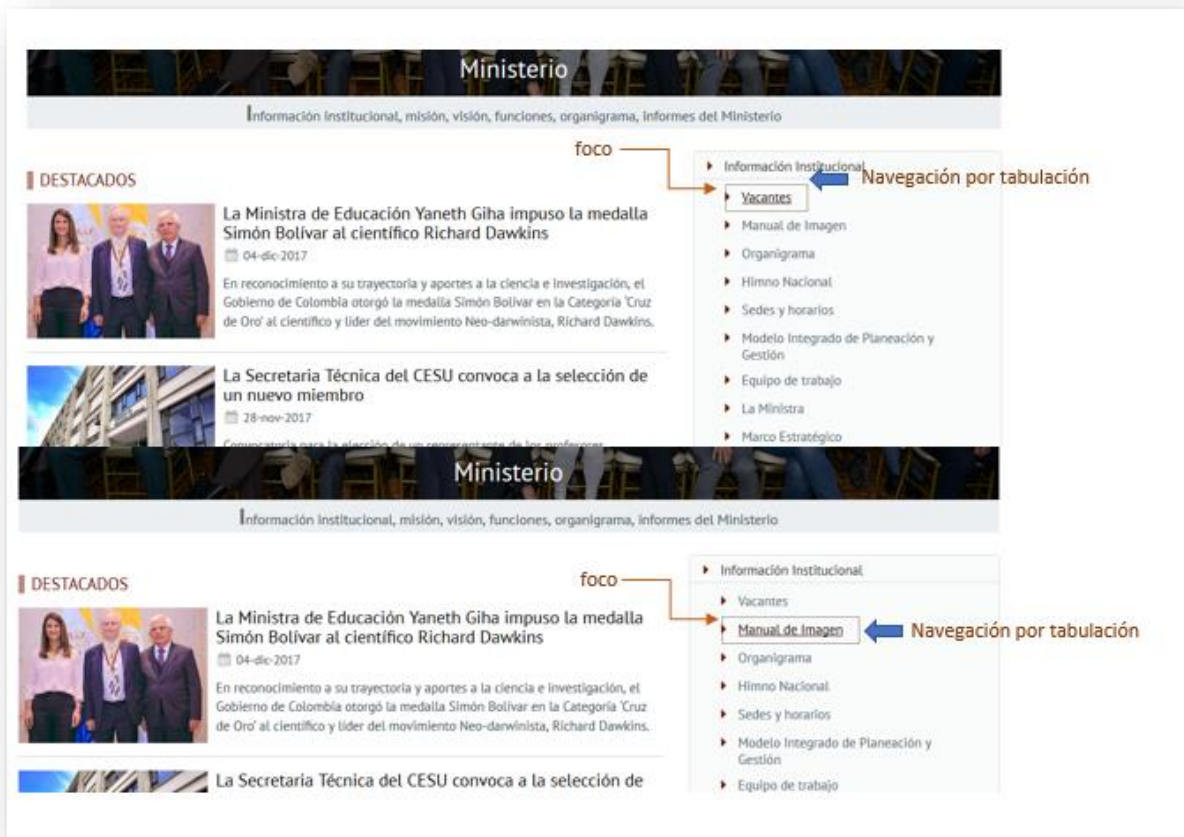 Ministerio
Información institucional, misión, visión, funciones, organigrama, informes del Ministerio
foco
DESTACADOS
La Ministra de Educación Yaneth Giha impuso la medalla
Simón Bolívar al científico Richard Dawkins
04-dic-2017
En reconocimiento a su trayectoria y aportes a la ciencia e investigación, el
Gobierno de Colombia otorgó la medalla Simón Bolívar en la Categoría 'Cruz
de Oro' al científico y líder del movimiento Neo-darwinista, Richard Dawkins.
La Secretaria Técnica del CESU convoca a la selección de
un nuevo miembro
28-nov-2017
Convocatoria para la elección de un representante de los profesores
Información Institucional
Navegación por tabulación
Vacantes
Manual de Imagen
Organigrama
Himno Nacional
Sedes y horarios
Modelo Integrado de Planeación y
Gestión
Equipo de trabajo
La Ministra
Marco Estratégico
Ministerio
Información institucional, misión, visión, funciones, organigrama, informes del Ministerio
foco
DESTACADOS
La Ministra de Educación Yaneth Giha impuso la medalla
Simón Bolívar al científico Richard Dawkins
04-dic-2017
En reconocimiento a su trayectoria y aportes a la ciencia e investigación, el
Gobierno de Colombia otorgó la medalla Simón Bolívar en la Categoría 'Cruz
de Oro' al científico y líder del movimiento Neo-darwinista, Richard Dawkins.
La Secretaria Técnica del CESU convoca a la selección de
Información Institucional
Vacantes
Manual de Imagen
Navegación por tabulación
Organigrama
Himno Nacional
Sedes y horarios
Modelo Integrado de Planeación y
Gestión
Equipo de trabajo